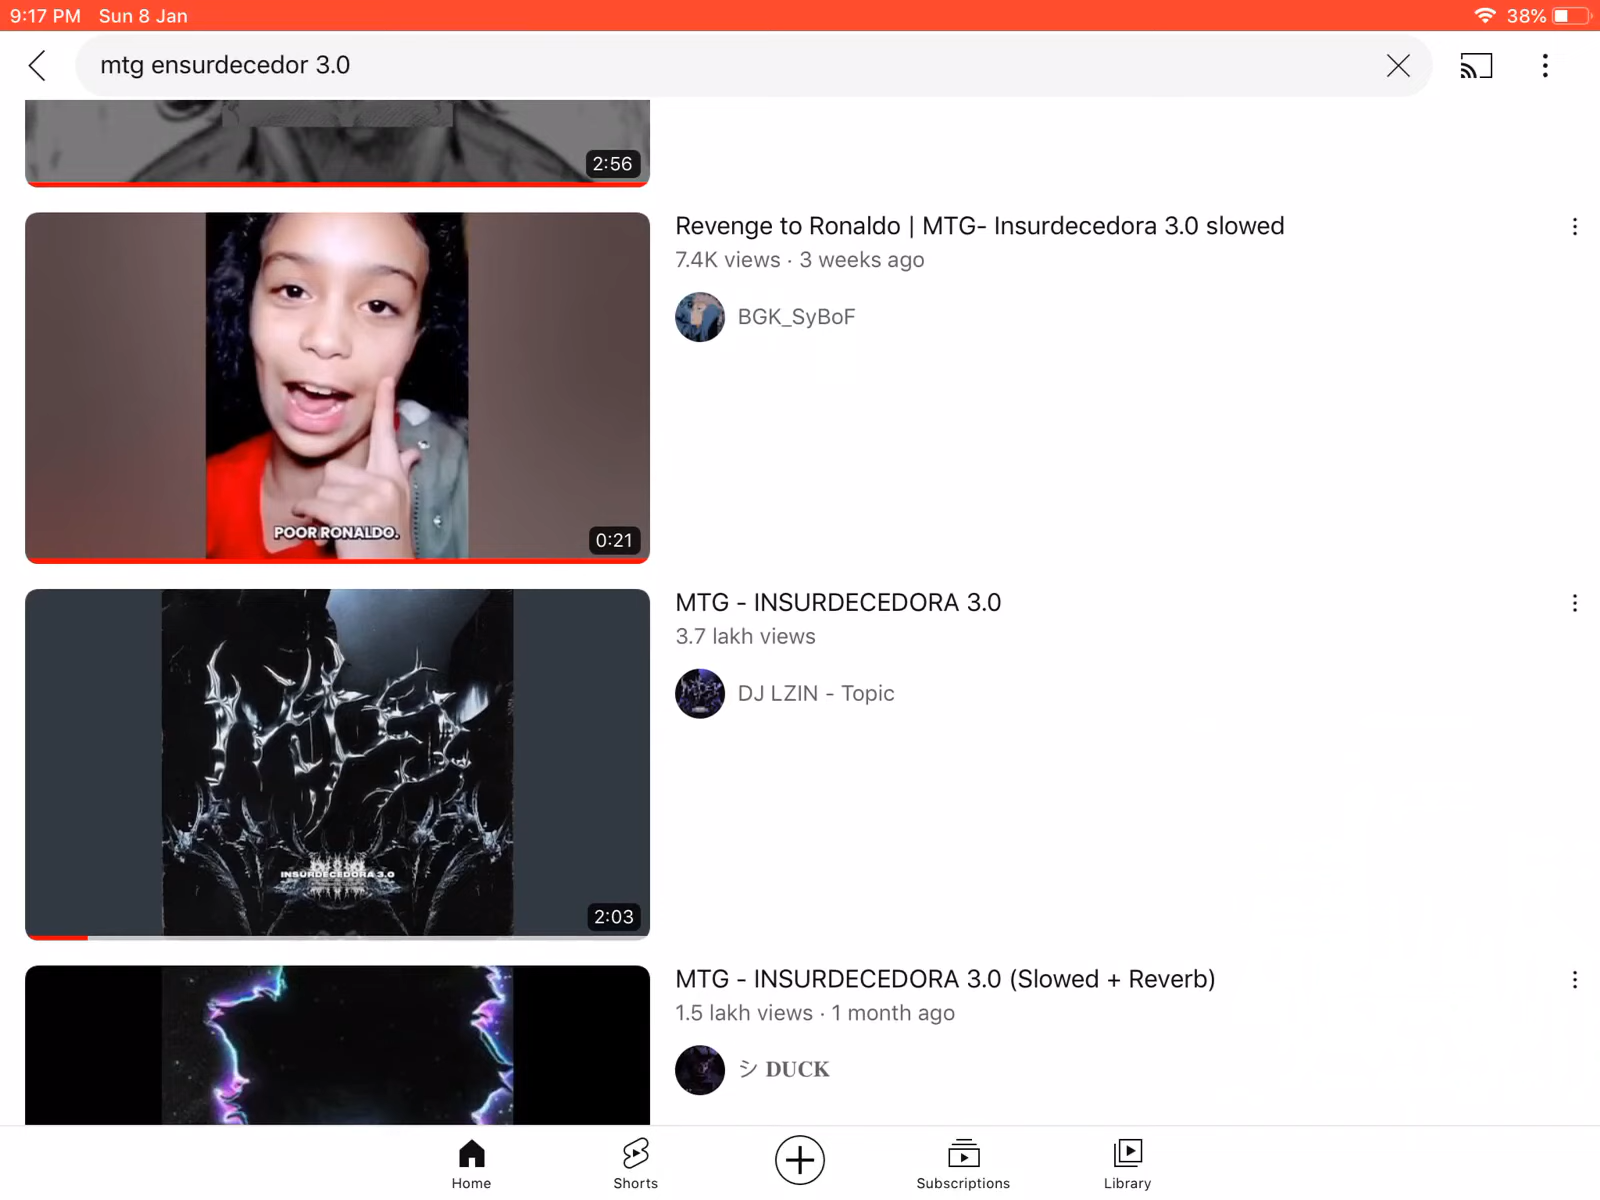 9:17 PM Sun 8 Jan
38%
mtg ensurdecedor 3.0
2:56
POOR RONALDO.
0:21
Revenge to Ronaldo | MTG- Insurdecedora 3.0 slowed
7.4K views · 3 weeks ago
BGK_SyBoF
MTG
INSURDECEDORA 3.0
2:03
MTG - INSURDECEDORA 3.0
3.7 lakh views
DJ LZIN - Topic
MTG - INSURDECEDORA 3.0 (Slowed + Reverb)
1.5 lakh views · 1 month ago
シ DUCK
Home
Shorts
Subscriptions
Library